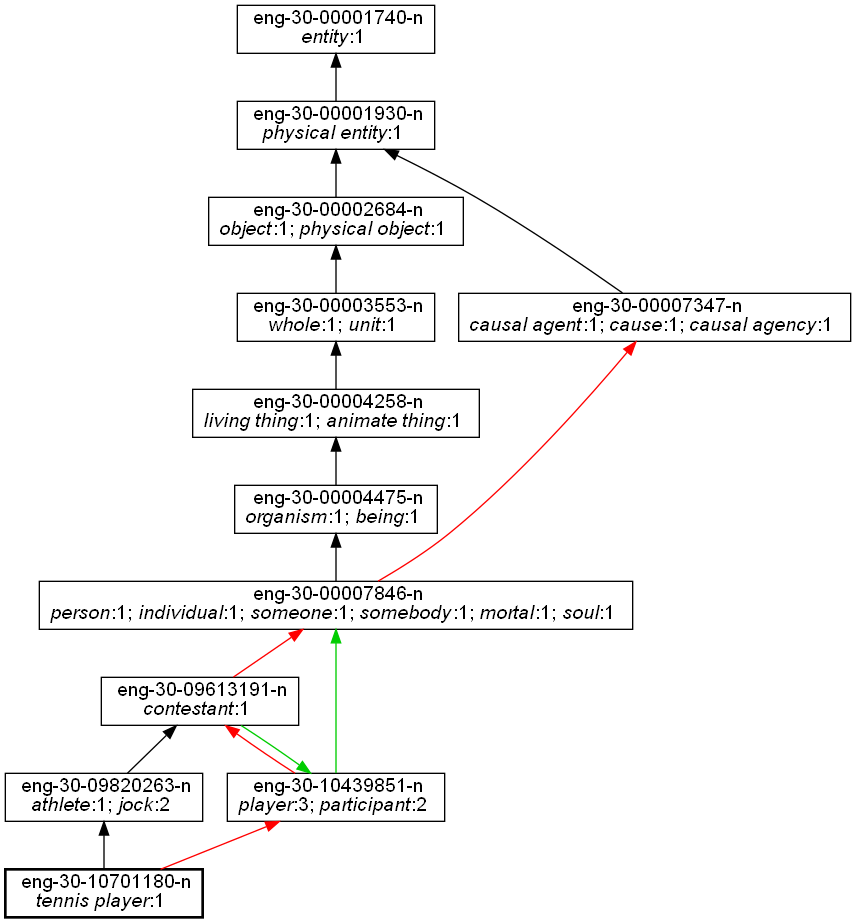 eng-30-00001740-n
entity:1
eng-30-00001930-n
physical entity:1
eng-30-00002684-n
object:1; physical object:1
eng-30-00003553-n
whole:1; unit:1
eng-30-00007347-n
causal agent:1; cause:1; causal agency:1
eng-30-00004258-n
living thing:1; animate thing:1
eng-30-00004475-n
organism:1; being:1
eng-30-00007846-n
person:1; individual:1; someone:1; somebody:1; mortal:1; soul:1
eng-30-09613191-n
contestant:1
eng-30-09820263-n
athlete:1; jock:2
eng-30-10439851-n
player:3; participant:2
eng-30-10701180-n
tennis player:1